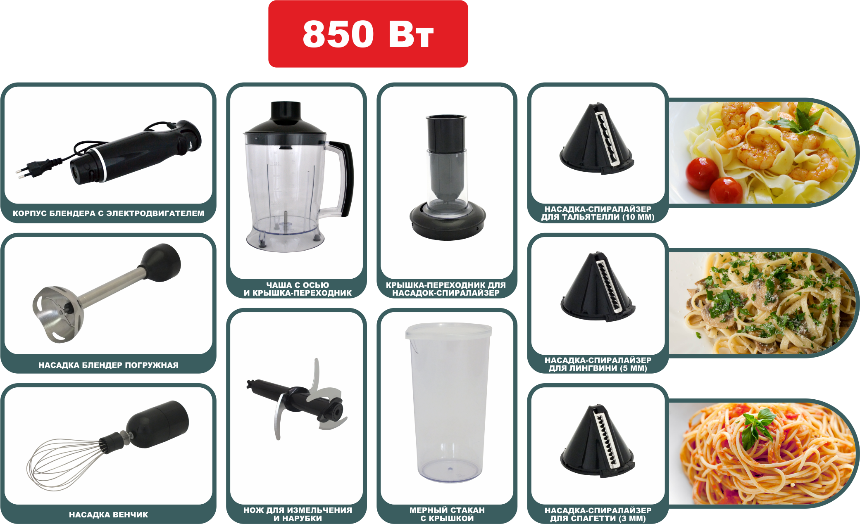 850 Вт
КОРПУС БЛЕНДЕРА С ЭЛЕКТРОДВИГАТЕЛЕМ
ЧАША С ОСЬЮ
И КРЫШКА-ПЕРЕХОДНИК
КРЫШКА-ПЕРЕХОДНИК ДЛЯ
НАСАДОК-СПИРАЛАЙЗЕР
НАСАДКА-СПИРАЛАЙЗЕР
ДЛЯ ТАЛЬЯТЕЛЛИ (10 ММ)
НАСАДКА БЛЕНДЕР ПОГРУЖНАЯ
НАСАДКА-СПИРАЛАЙЗЕР
ДЛЯ ЛИНГВИНИ (5 ММ)
НАСАДКА ВЕНЧИК
НОЖ ДЛЯ ИЗМЕЛЬЧЕНИЯ
И НАРУБКИ
МЕРНЫЙ СТАКАН
С КРЫШКОЙ
НАСАДКА-СПИРАЛАЙЗЕР
ДЛЯ СПАГЕТТИ (3 ММ)